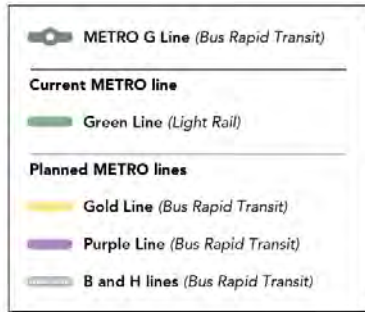 METRO G Line (Bus Rapid Transit)
Current METRO line
Green Line (Light Rail)
Planned METRO lines
Gold Line (Bus Rapid Transit)
Purple Line (Bus Rapid Transit)
B and H lines (Bus Rapid Transit)